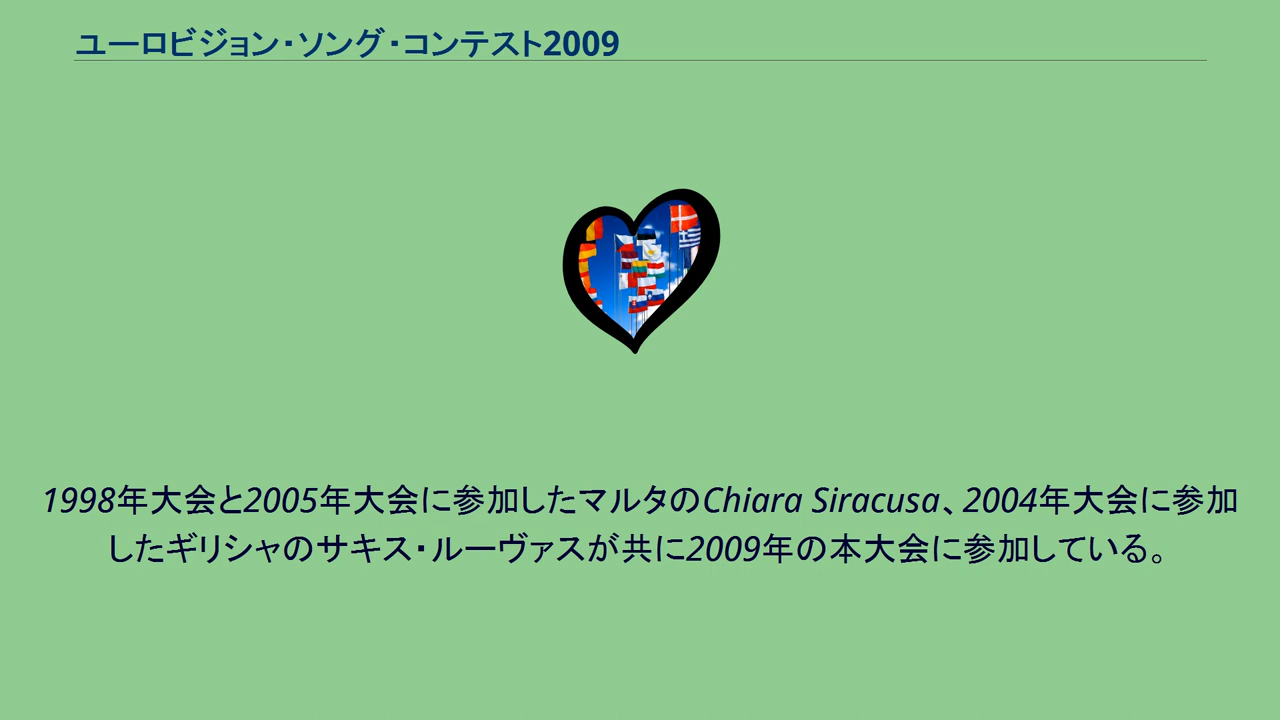 ユーロビジョン・ソング・コンテスト2009
1998年大会と2005年大会に参加したマルタのChiara Siracusa、2004年大会に参加
したギリシャのサキス・ルーヴァスが共に2009年の本大会に参加している。